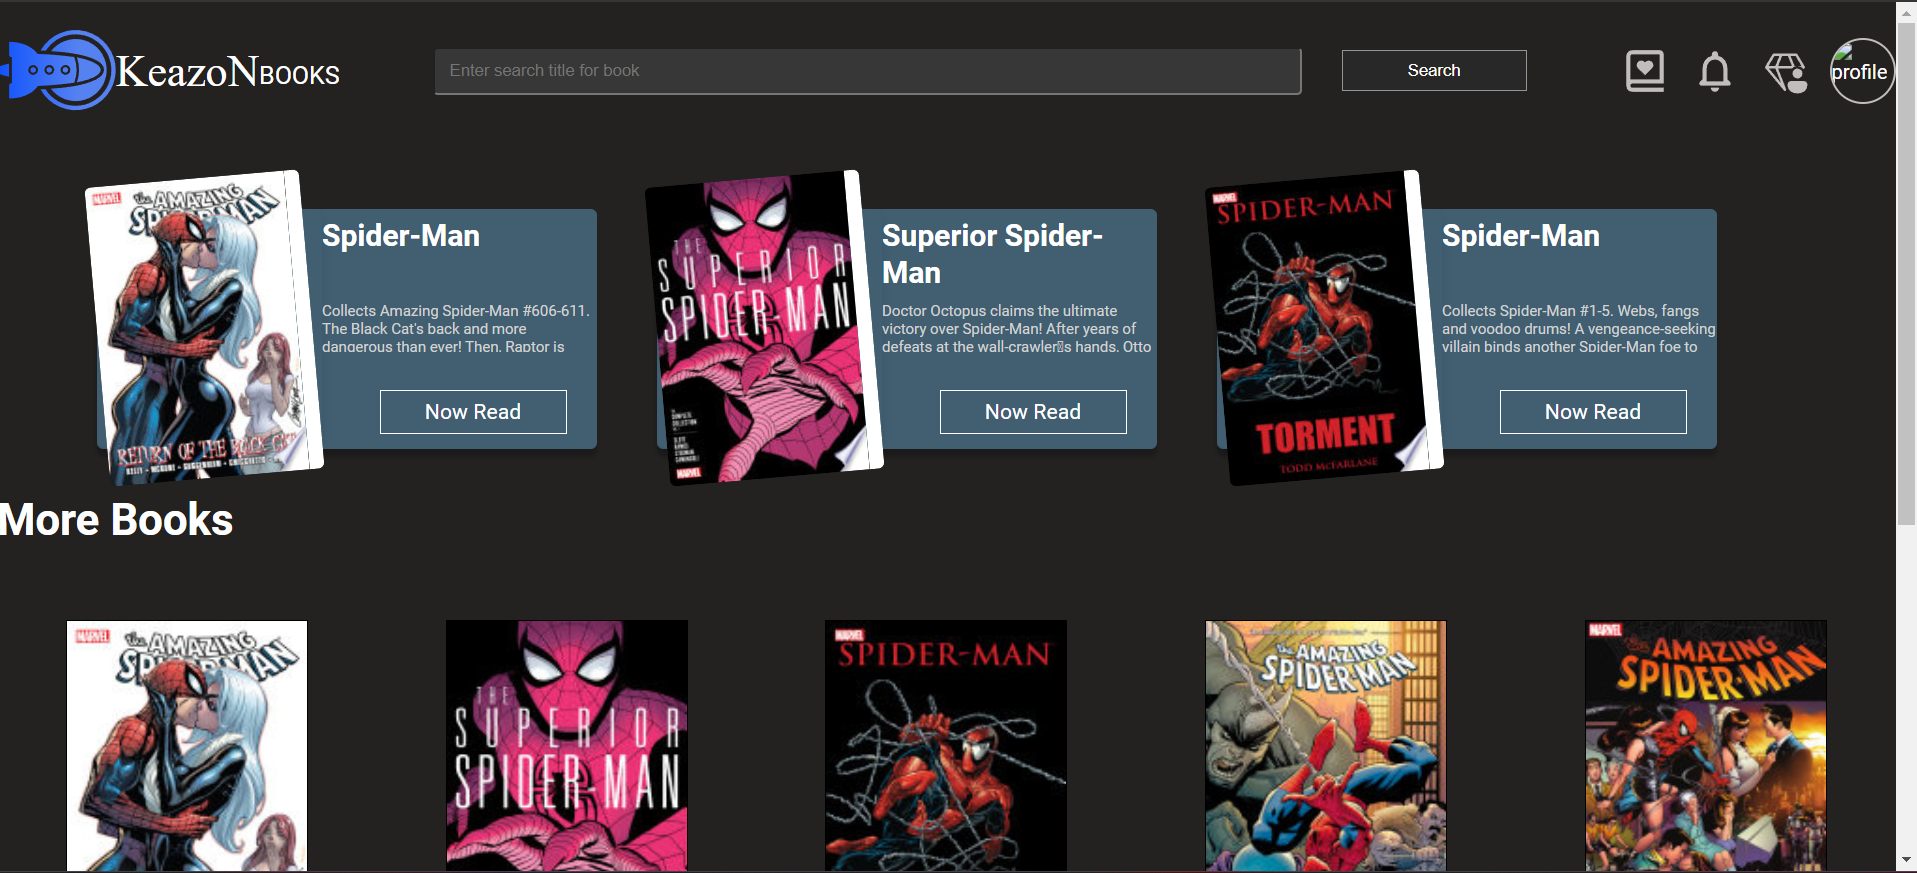 KeazoN BOOKS
Enter search title for book
Search
profile
MARVEL
the AMAZING
SPIDER-MAN
RETURN OF THE BLACK CAT
Spider-Man
Collects Amazing Spider-Man #606-611.
The Black Cat's back and more
dangerous than ever! Then, Raptor is
Now Read
THE
SUPERIOR
SPIDER-MAN
MARVEL
Superior Spider-
Man
Doctor Octopus claims the ultimate
victory over Spider-Man! After years of
defeats at the wall-crawler▯s hands, Otto
Now Read
MARVEL
SPIDER-MAN
TORMENT
TODD McFARLANE
Spider-Man
Collects Spider-Man #1-5. Webs, fangs
and voodoo drums! A vengeance-seeking
villain binds another Spider-Man foe to
Now Read
More Books
MARVEL
the AMAZING
SPIDER-MAN
THE
SUPERIOR
SPIDER-MAN
MARVEL
SPIDER-MAN
the AMAZING
SPIDER-MAN
MARVEL
the AMAZING
SPIDER-MAN